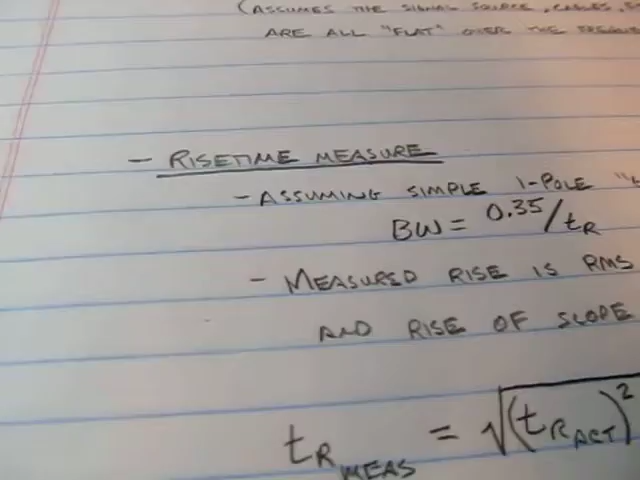 (ASSUMES THE SIGNAL SOURCE, CABLES,
ARE ALL "FLAT" OVER THE
- RISETIME MEASURE
- ASSUMING SIMPLE 1-POLE
BW = 0.35/tR
- MEASURED RISE IS RMS
AND RISE OF SCOPE
tR MEAS = √(tR ACT)²